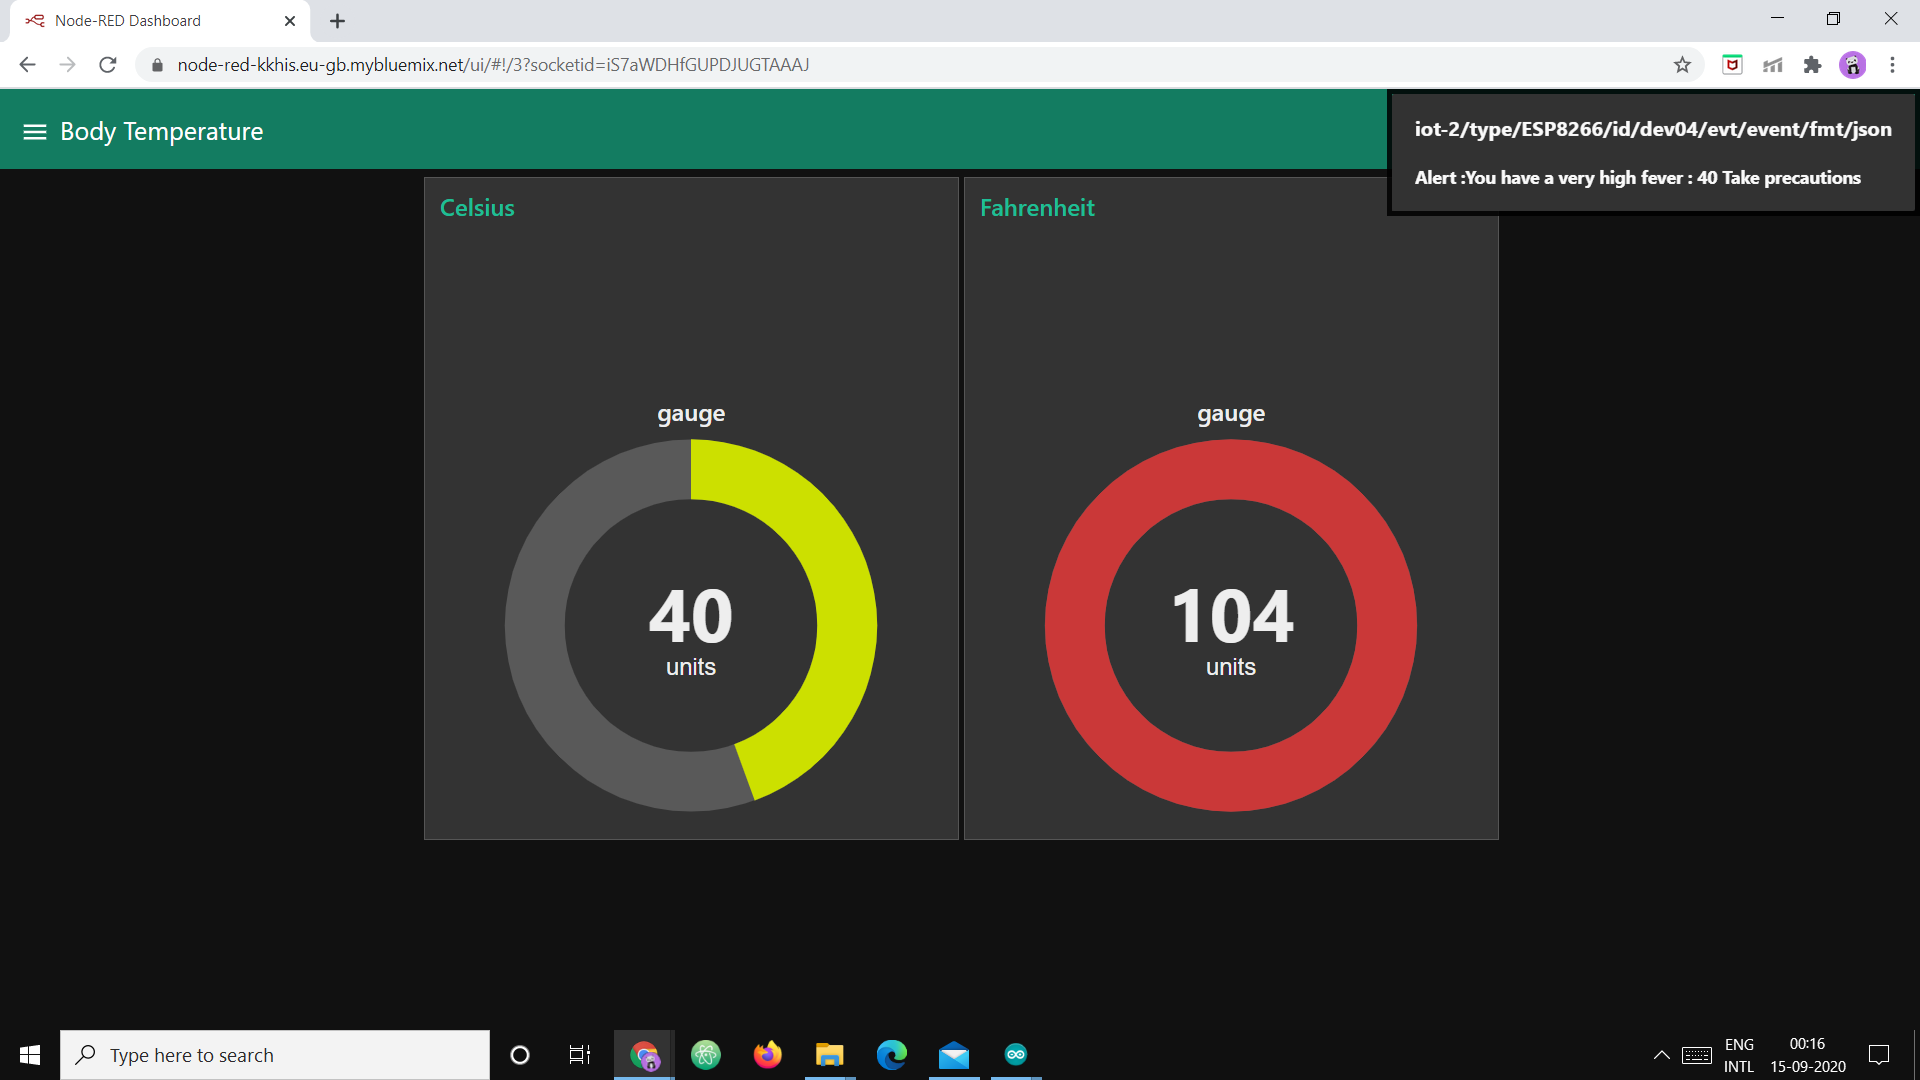 Node-RED Dashboard
node-red-kkhis.eu-gb.mybluemix.net/ui/#!/3?socketid=iS7aWDHfGUPDJUGTAAAJ
Body Temperature
iot-2/type/ESP8266/id/dev04/evt/event/fmt/json
Alert :You have a very high fever : 40 Take precautions
Celsius
gauge
40
units
Fahrenheit
gauge
104
units
Type here to search
ENG
INTL
00:16
15-09-2020